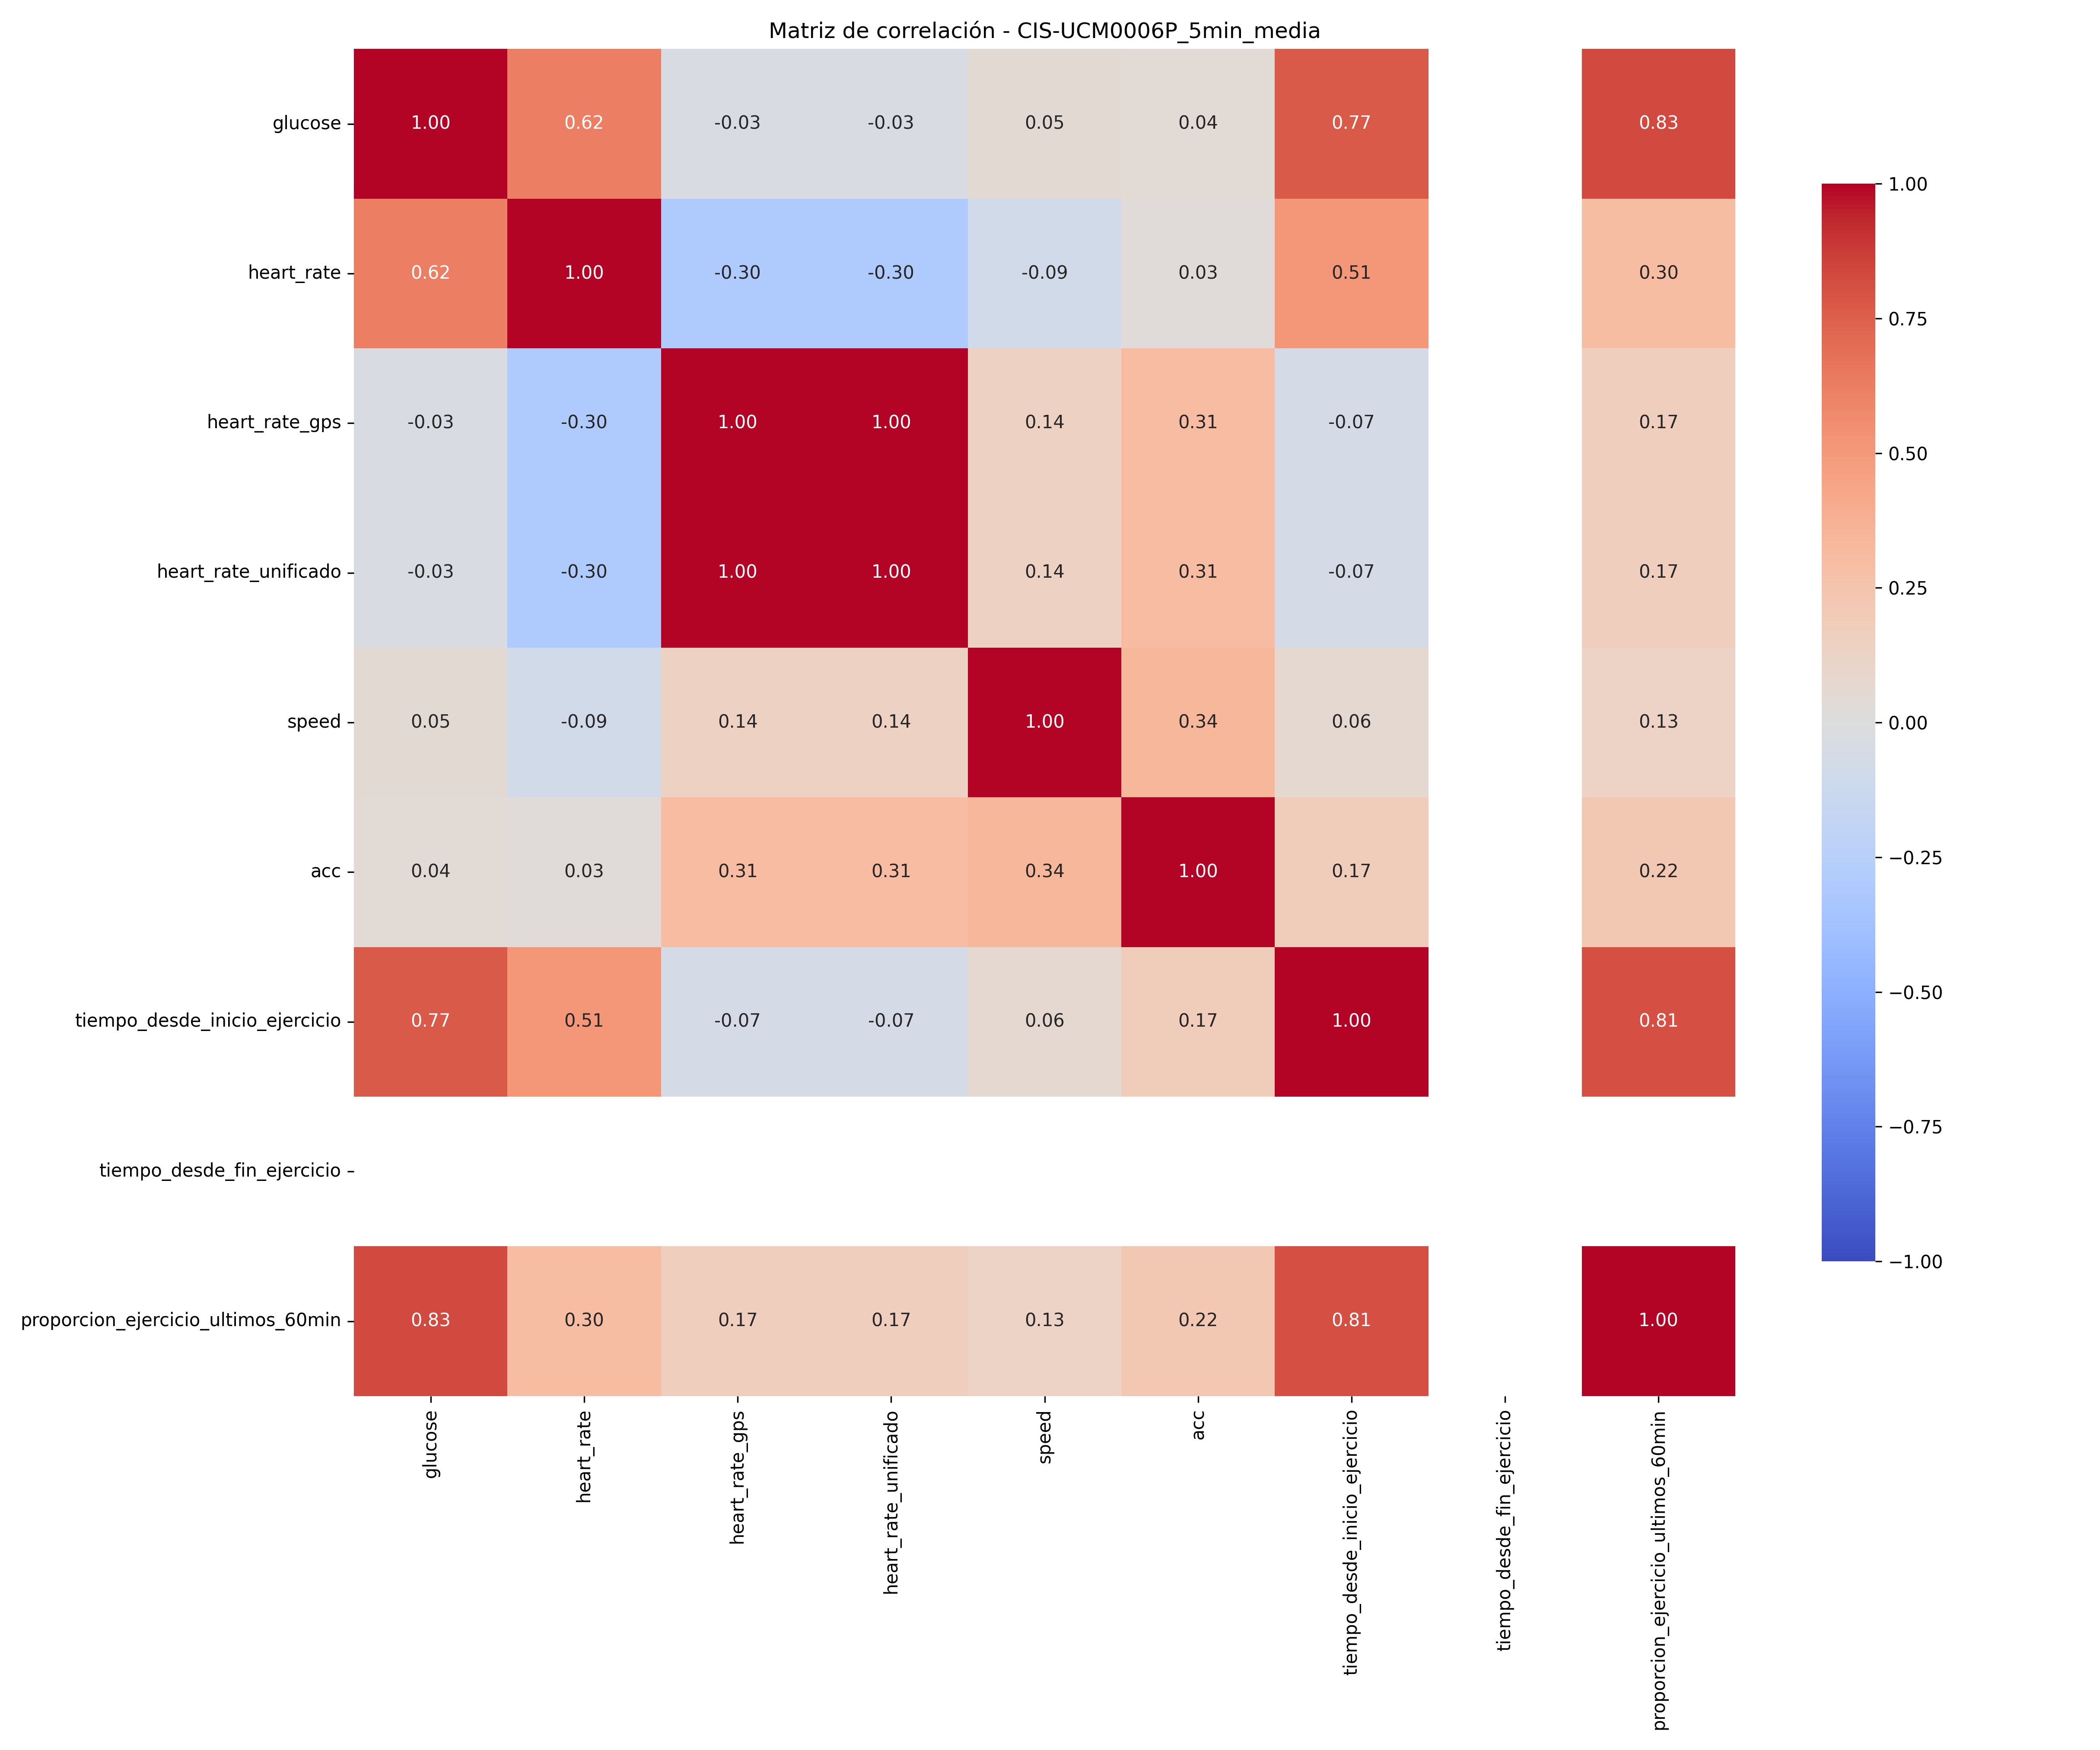 Matriz de correlación - CIS-UCM0006P_5min_media
glucose 1.00 0.62 -0.03 -0.03 0.05 0.04 0.77 0.83
heart_rate 0.62 1.00 -0.30 -0.30 -0.09 0.03 0.51 0.30
heart_rate_gps -0.03 -0.30 1.00 1.00 0.14 0.31 -0.07 0.17
heart_rate_unificado -0.03 -0.30 1.00 1.00 0.14 0.31 -0.07 0.17
speed 0.05 -0.09 0.14 0.14 1.00 0.34 0.06 0.13
acc 0.04 0.03 0.31 0.31 0.34 1.00 0.17 0.22
tiempo_desde_inicio_ejercicio 0.77 0.51 -0.07 -0.07 0.06 0.17 1.00 0.81
tiempo_desde_fin_ejercicio
proporcion_ejercicio_ultimos_60min 0.83 0.30 0.17 0.17 0.13 0.22 0.81 1.00
glucose
heart_rate
heart_rate_gps
heart_rate_unificado
speed
acc
tiempo_desde_inicio_ejercicio
tiempo_desde_fin_ejercicio
proporcion_ejercicio_ultimos_60min
1.00
0.75
0.50
0.25
0.00
−0.25
−0.50
−0.75
−1.00